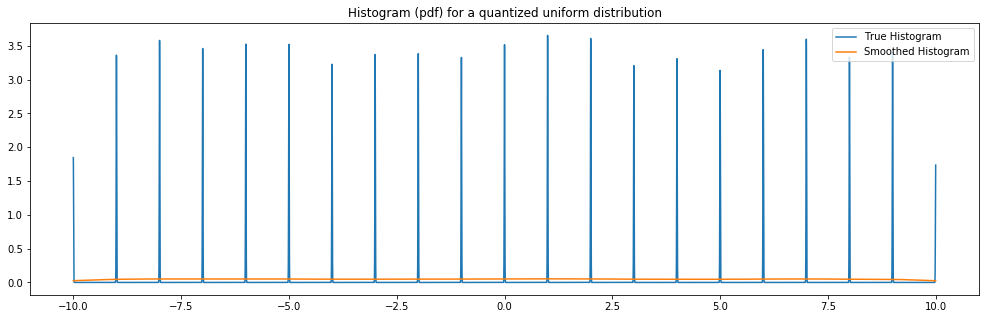 Histogram (pdf) for a quantized uniform distribution
True Histogram
Smoothed Histogram
3.5
3.0
2.5
2.0
1.5
1.0
0.5
0.0
−10.0 −7.5 −5.0 −2.5 0.0 2.5 5.0 7.5 10.0